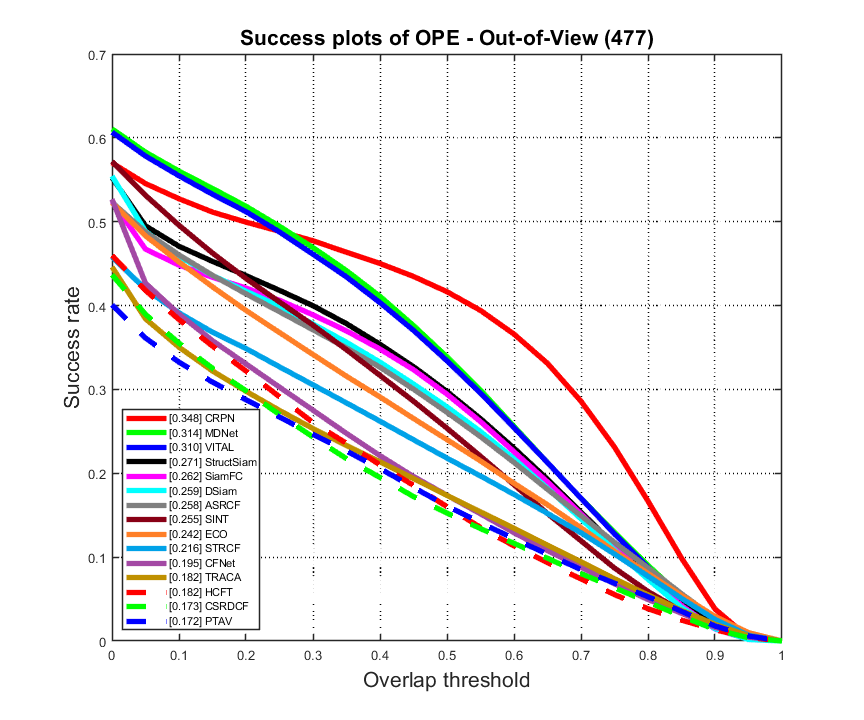 Success plots of OPE - Out-of-View (477)
0.7
0.6
0.5
0.4
0.3
0.2
0.1
0
Success rate
[0.348] CRPN
[0.314] MDNet
[0.310] VITAL
[0.271] StructSiam
[0.262] SiamFC
[0.259] DSiam
[0.258] ASRCF
[0.255] SINT
[0.242] ECO
[0.216] STRCF
[0.195] CFNet
[0.182] TRACA
[0.182] HCFT
[0.173] CSRDCF
[0.172] PTAV
0 0.1 0.2 0.3 0.4 0.5 0.6 0.7 0.8 0.9 1
Overlap threshold